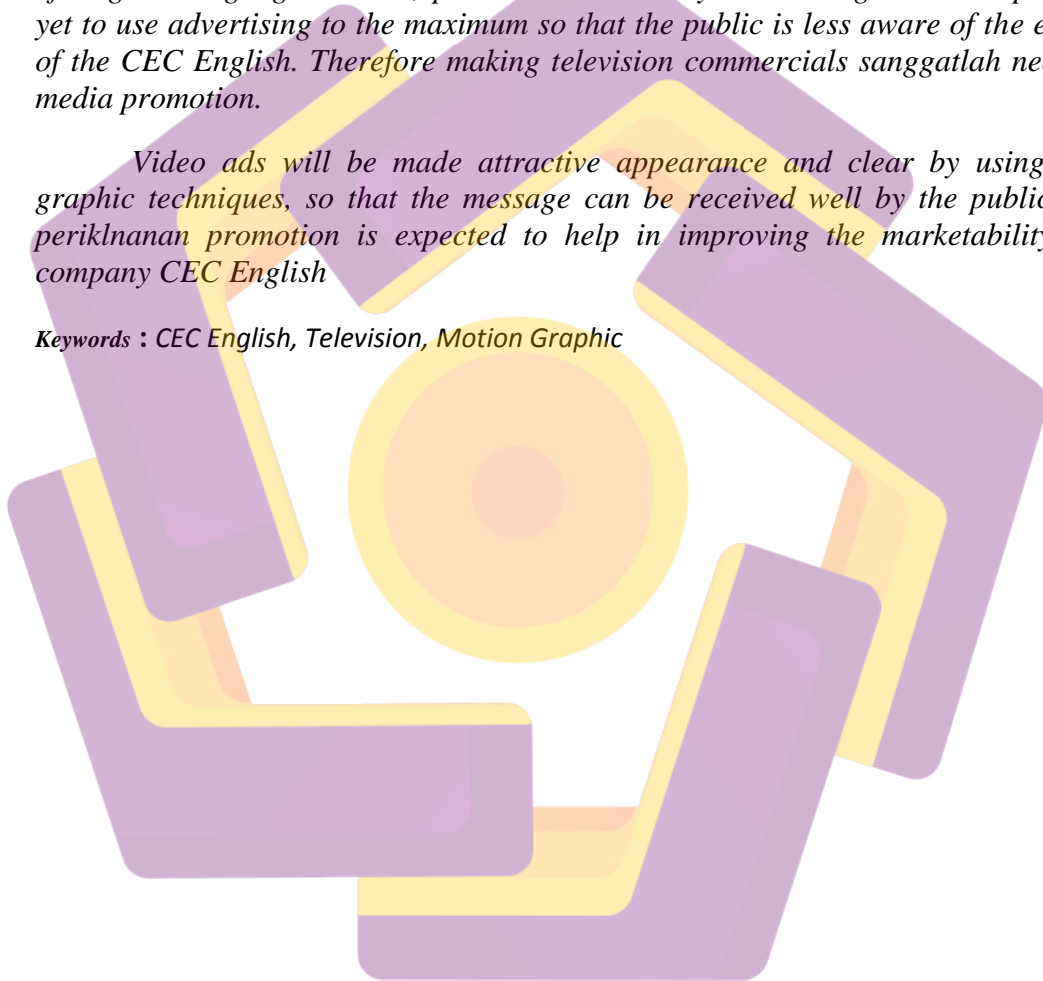 yet to use advertising to the maximum so that the public is less aware of the e
of the CEC English. Therefore making television commercials sanggatlah ne
media promotion.
Video ads will be made attractive appearance and clear by using
graphic techniques, so that the message can be received well by the public
periklnanan promotion is expected to help in improving the marketability
company CEC English
Keywords : CEC English, Television, Motion Graphic